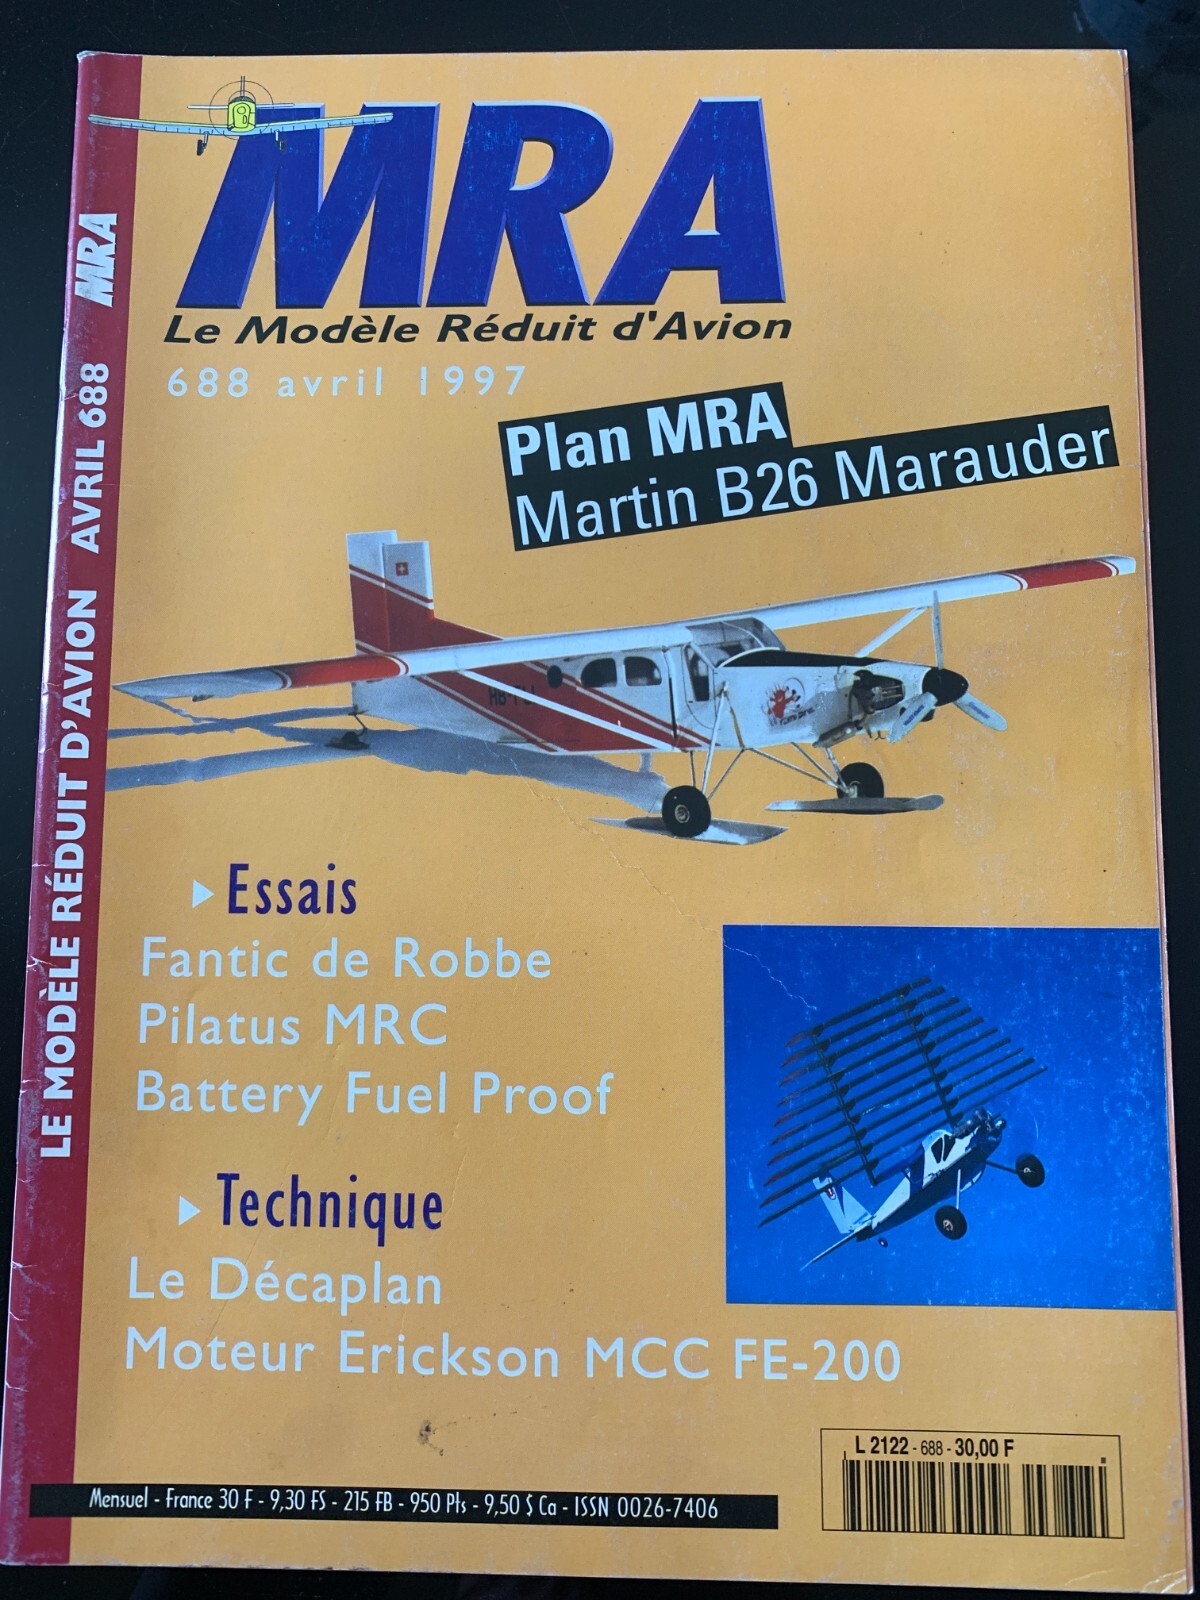 MRA
Le Modèle Réduit d'Avion
688 avril 1997
Plan MRA
Martin B26 Marauder
LE MODÈLE RÉDUIT D'AVION AVRIL 688 MRA
Essais
Fantic de Robbe
Pilatus MRC
Battery Fuel Proof
Technique
Le Décaplan
Moteur Erickson MCC FE-200
L 2122 - 688 - 30,00 F
Mensuel - France 30 F - 9,30 FS - 215 FB - 950 Pts - 9,50 $ Ca - ISSN 0026-7406